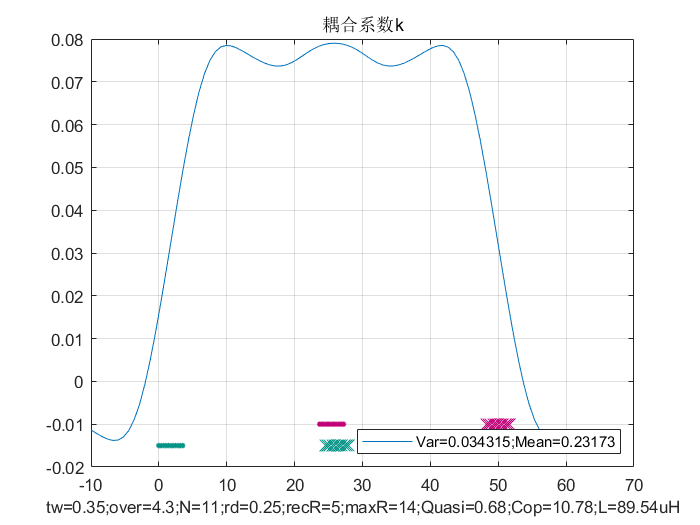 耦合系数k
0.08
0.07
0.06
0.05
0.04
0.03
0.02
0.01
0
-0.01
-0.02
Var=0.034315;Mean=0.23173
-10 0 10 20 30 40 50 60 70
tw=0.35;over=4.3;N=11;rd=0.25;recR=5;maxR=14;Quasi=0.68;Cop=10.78;L=89.54uH